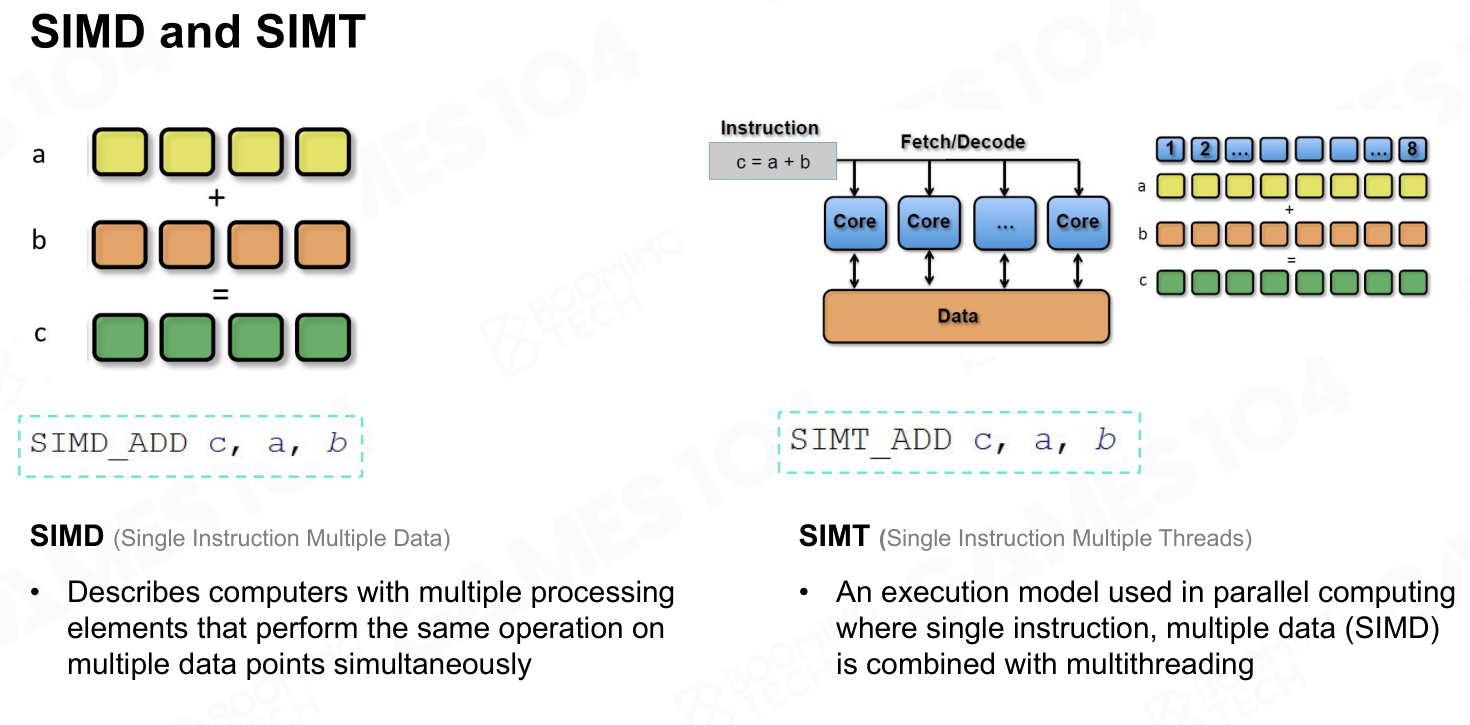 SIMD and SIMT
a
+
b
=
c
SIMD_ADD c, a, b
SIMD (Single Instruction Multiple Data)
• Describes computers with multiple processing
elements that perform the same operation on
multiple data points simultaneously
Instruction
c = a + b
Fetch/Decode
Core Core ... Core
Data
1 2 ... ... 8
a
+
b
=
c
SIMT_ADD c, a, b
SIMT (Single Instruction Multiple Threads)
• An execution model used in parallel computing
where single instruction, multiple data (SIMD)
is combined with multithreading
GAMES104
BOOMING
TECH